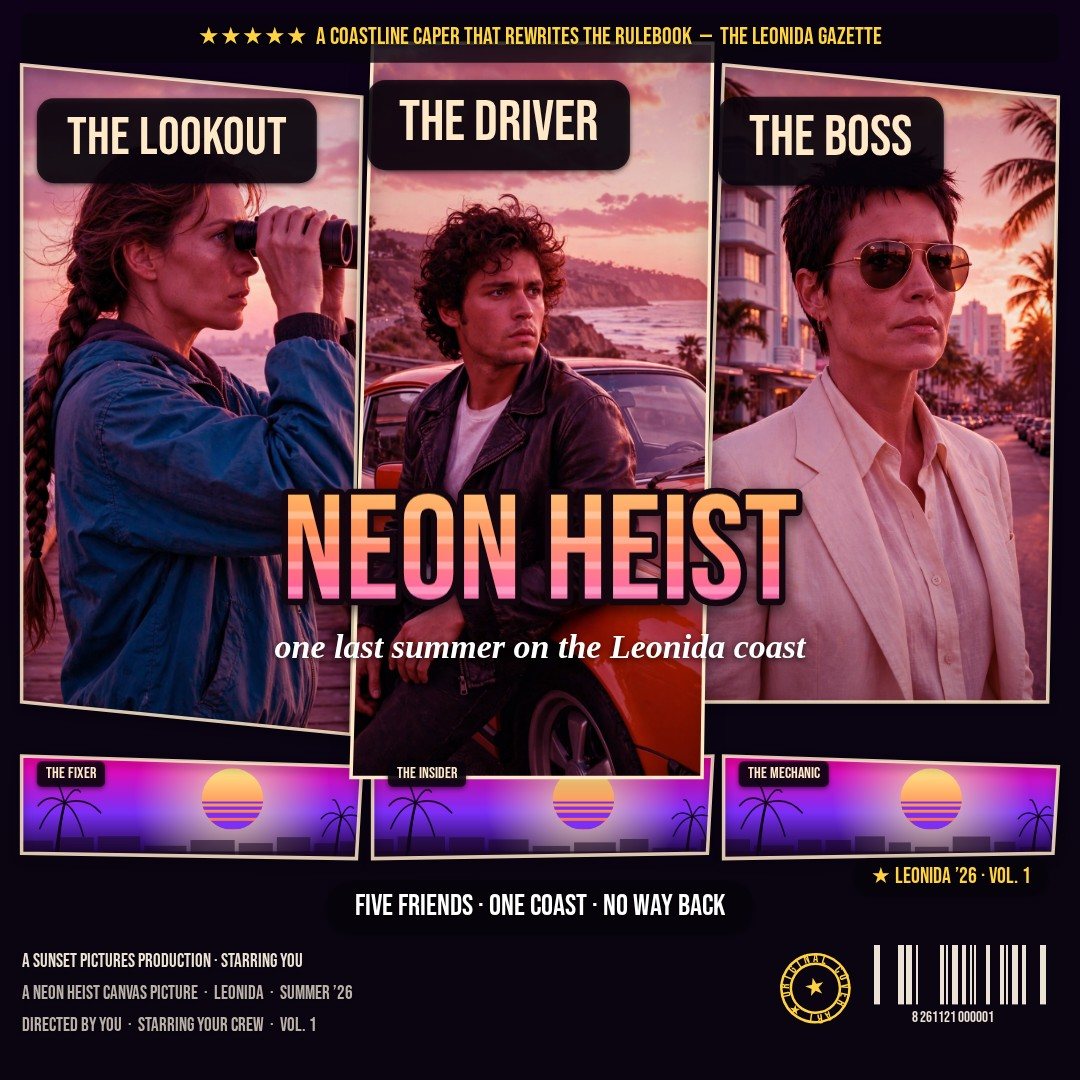 ★★★★★ A COASTLINE CAPER THAT REWRITES THE RULEBOOK — THE LEONIDA GAZETTE
THE LOOKOUT
THE DRIVER
THE BOSS
NEON HEIST
one last summer on the Leonida coast
THE FIXER
THE INSIDER
THE MECHANIC
★ LEONIDA ’26 · VOL. 1
FIVE FRIENDS · ONE COAST · NO WAY BACK
A SUNSET PICTURES PRODUCTION · STARRING YOU
A NEON HEIST CANVAS PICTURE · LEONIDA · SUMMER ’26
DIRECTED BY YOU · STARRING YOUR CREW · VOL. 1
ORIGINAL COVER ART ★
8 261121 000001